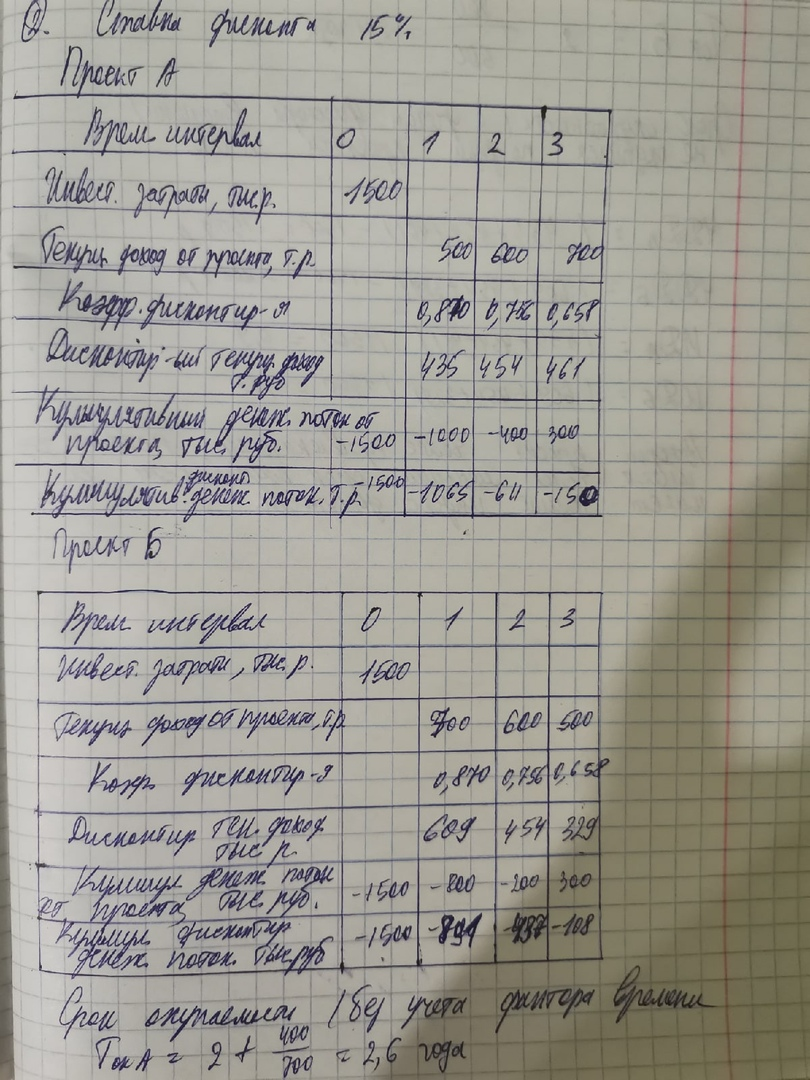 2. Ставка дисконта 15%
Проект А
Врем. интервал 0 1 2 3
Инвест. затраты, тыс.р. 1500
Текущ. доход от проекта, т.р. 500 600 700
Коэфф. дисконтир-я 0,870 0,756 0,658
Дисконтир-ый текущ. доход 435 454 461
т. руб
Кумулятивный денеж. поток от
проекта, тыс. руб. -1500 -1000 -400 300
дисконт
Кумулятив. денеж. поток. т.р. -1500 -1065 -611 -150
Проект Б
Врем интервал 0 1 2 3
Инвест. затраты, тыс. р. 1500
Текущ. доход от проекта, т.р. 700 600 500
Коэф. дисконтир-я 0,870 0,756 0,658
Дисконтир тек. доход 609 454 329
тыс р.
Кумул денеж поток
от проекта тыс. руб. -1500 -800 -200 300
Кумул дисконтир
денеж поток тыс руб -1500 -891 -437 -108
Срок окупаемости /без учета фактора времени
Ток А = 2 + 400/700 = 2,6 года